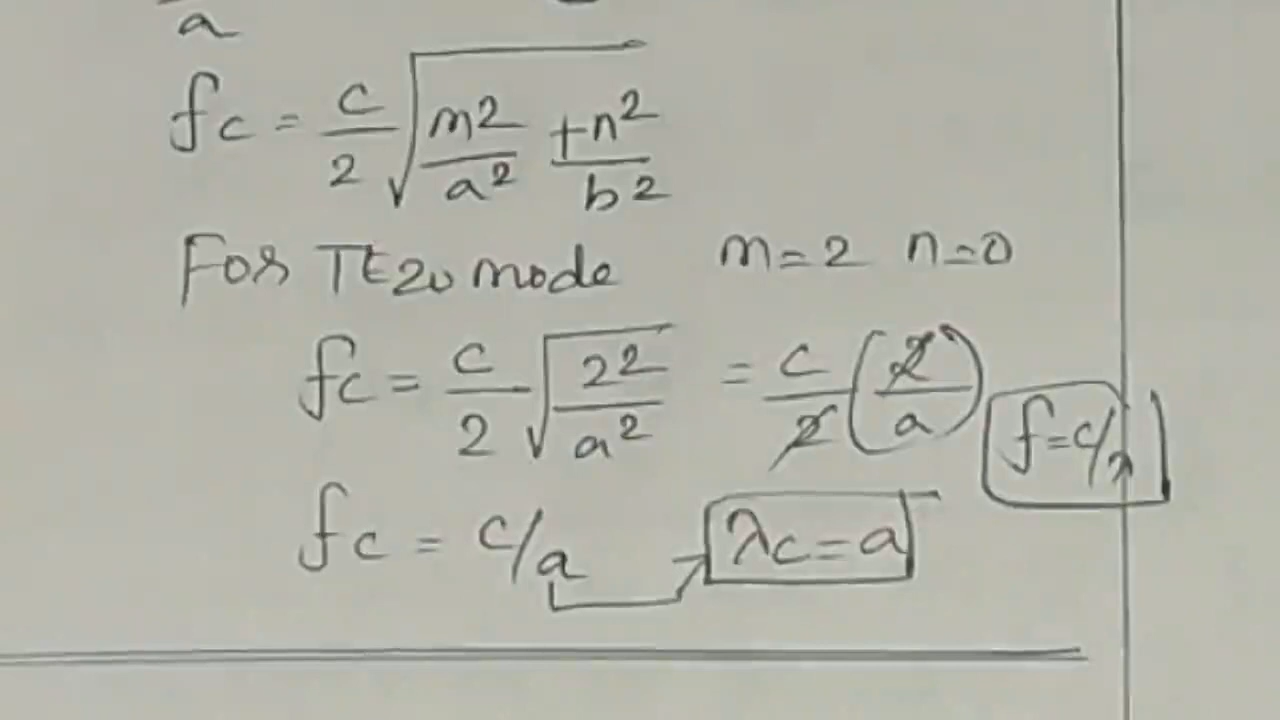 a
fc = c/2 √(m²/a² + n²/b²)
For TE20 mode m=2 n=0
fc = c/2 √(2²/a²) = c/2 (2/a)
f=c/λ
fc = c/a λc=a